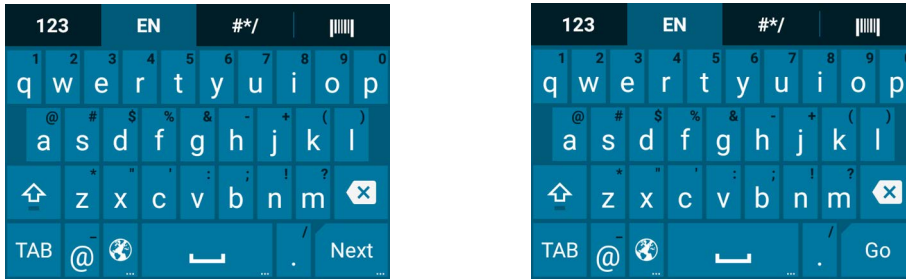 123 EN #*/
1 2 3 4 5 6 7 8 9 0
q w e r t y u i o p
@ # $ % & - + ( )
a s d f g h j k l
* " ' : ; ! ?
z x c v b n m
_ /
TAB @ ... ... . Next ...
123 EN #*/
1 2 3 4 5 6 7 8 9
q w e r t y u i o p
@ # $ % & - + ( )
a s d f g h j k l
* " ' : ; ! ?
z x c v b n m
_ /
TAB @ ... ... . Go